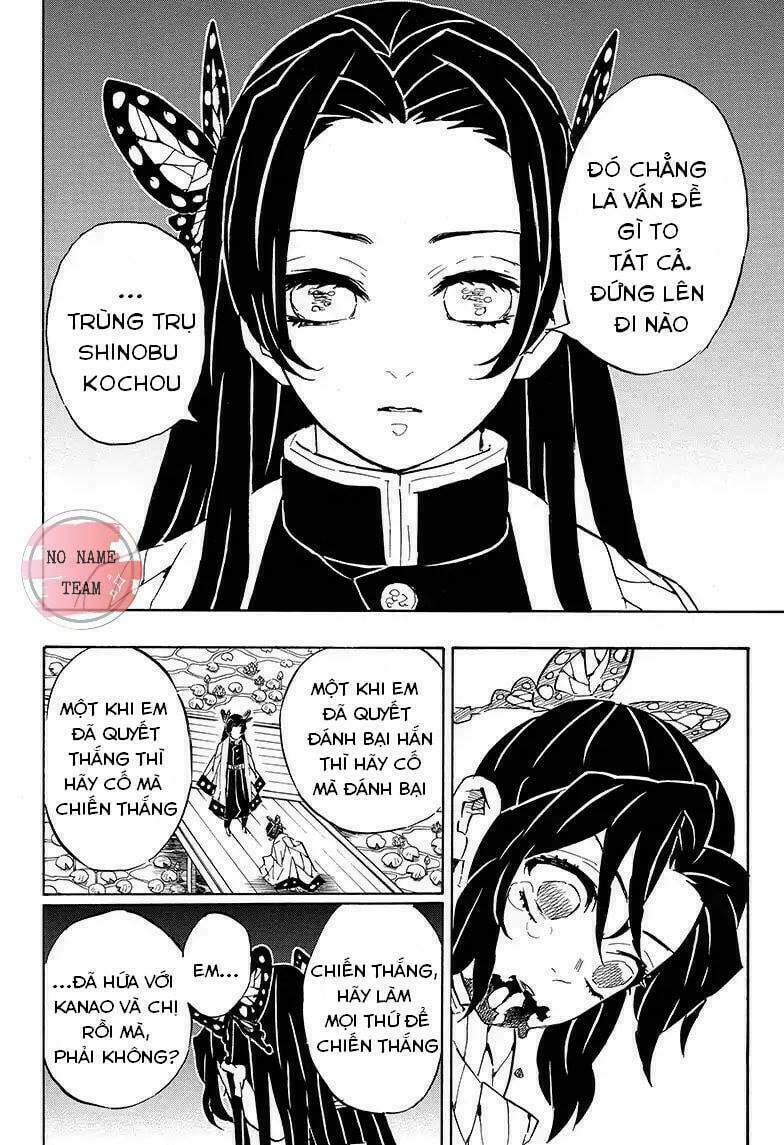 ĐÓ CHẲNG
LÀ VẤN ĐỀ
GÌ TO
TÁT CẢ.
ĐỨNG LÊN
ĐI NÀO
...
TRÙNG TRỤ
SHINOBU
KOCHOU
NO NAME
TEAM
MỘT KHI EM
ĐÃ QUYẾT
ĐÁNH BẠI HẮN
THÌ HÃY CỐ
MÀ ĐÁNH BẠI
MỘT KHI EM
ĐÃ QUYẾT
THẮNG THÌ
HÃY CỐ MÀ
CHIẾN THẮNG
CHIẾN THẮNG,
HÃY LÀM
MỌI THỨ ĐỂ
CHIẾN THẮNG
EM...
...ĐÃ HỨA VỚI
KANAO VÀ CHỊ
RỒI MÀ,
PHẢI KHÔNG?